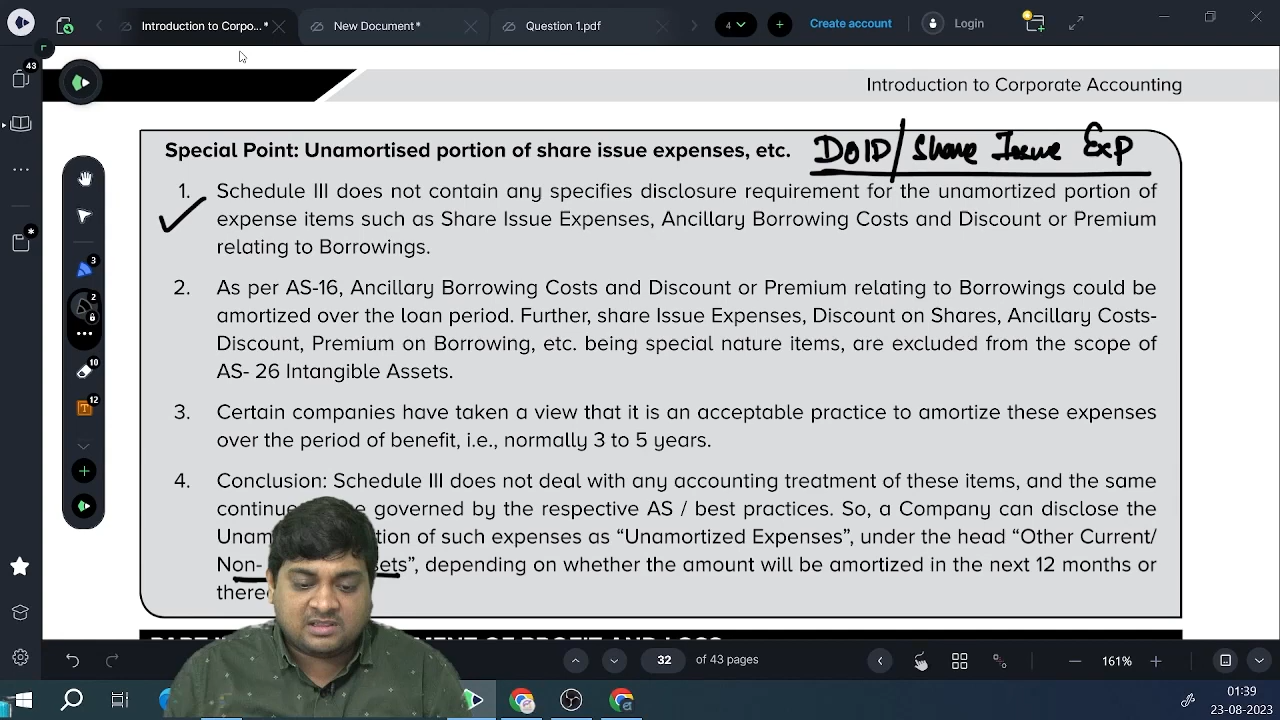 Introduction to Corpo... *
New Document*
Question 1.pdf
4
Create account
Login
43
Introduction to Corporate Accounting
Special Point: Unamortised portion of share issue expenses, etc. DOID/Share Issue Exp
1. Schedule III does not contain any specifies disclosure requirement for the unamortized portion of
expense items such as Share Issue Expenses, Ancillary Borrowing Costs and Discount or Premium
relating to Borrowings.
2. As per AS-16, Ancillary Borrowing Costs and Discount or Premium relating to Borrowings could be
amortized over the loan period. Further, share Issue Expenses, Discount on Shares, Ancillary Costs-
Discount, Premium on Borrowing, etc. being special nature items, are excluded from the scope of
AS- 26 Intangible Assets.
3. Certain companies have taken a view that it is an acceptable practice to amortize these expenses
over the period of benefit, i.e., normally 3 to 5 years.
4. Conclusion: Schedule III does not deal with any accounting treatment of these items, and the same
governed by the respective AS / best practices. So, a Company can disclose the
of such expenses as “Unamortized Expenses”, under the head “Other Current/
Non- depending on whether the amount will be amortized in the next 12 months or
3
2
10
12
32 of 43 pages
161%
01:39
23-08-2023